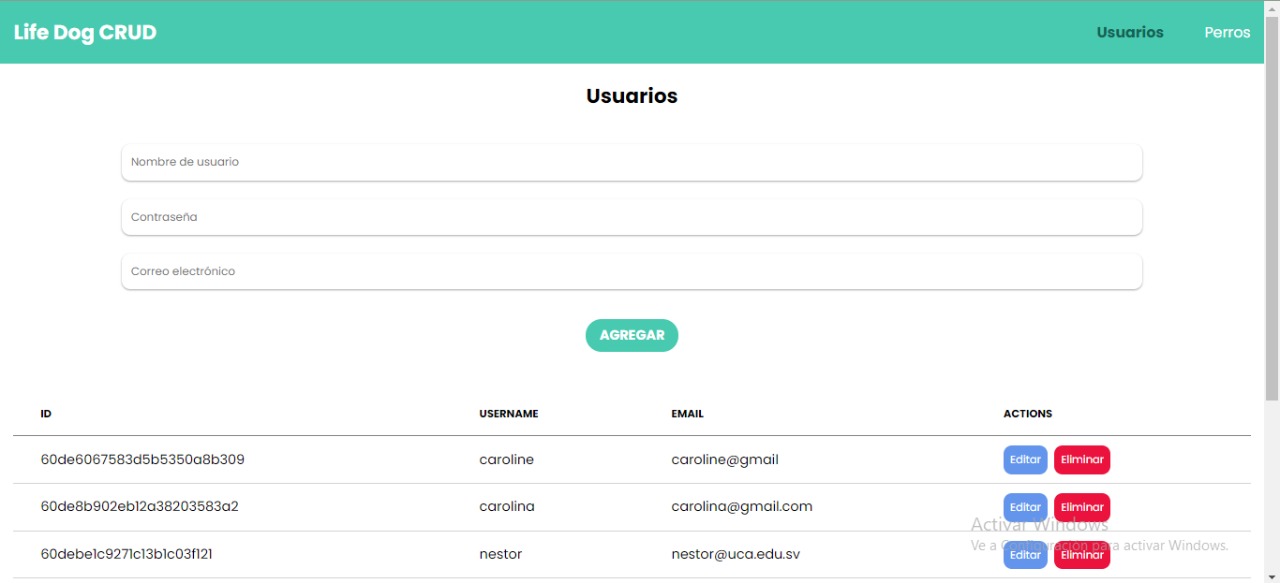 Life Dog CRUD Usuarios Perros
Usuarios
Nombre de usuario
Contraseña
Correo electrónico
AGREGAR
ID USERNAME EMAIL ACTIONS
60de6067583d5b5350a8b309 caroline caroline@gmail Editar Eliminar
60de8b902eb12a38203583a2 carolina carolina@gmail.com Editar Eliminar
60debe1c9271c13b1c03f121 nestor nestor@uca.edu.sv Editar Eliminar
Activar Windows
Ve a Configuración para activar Windows.